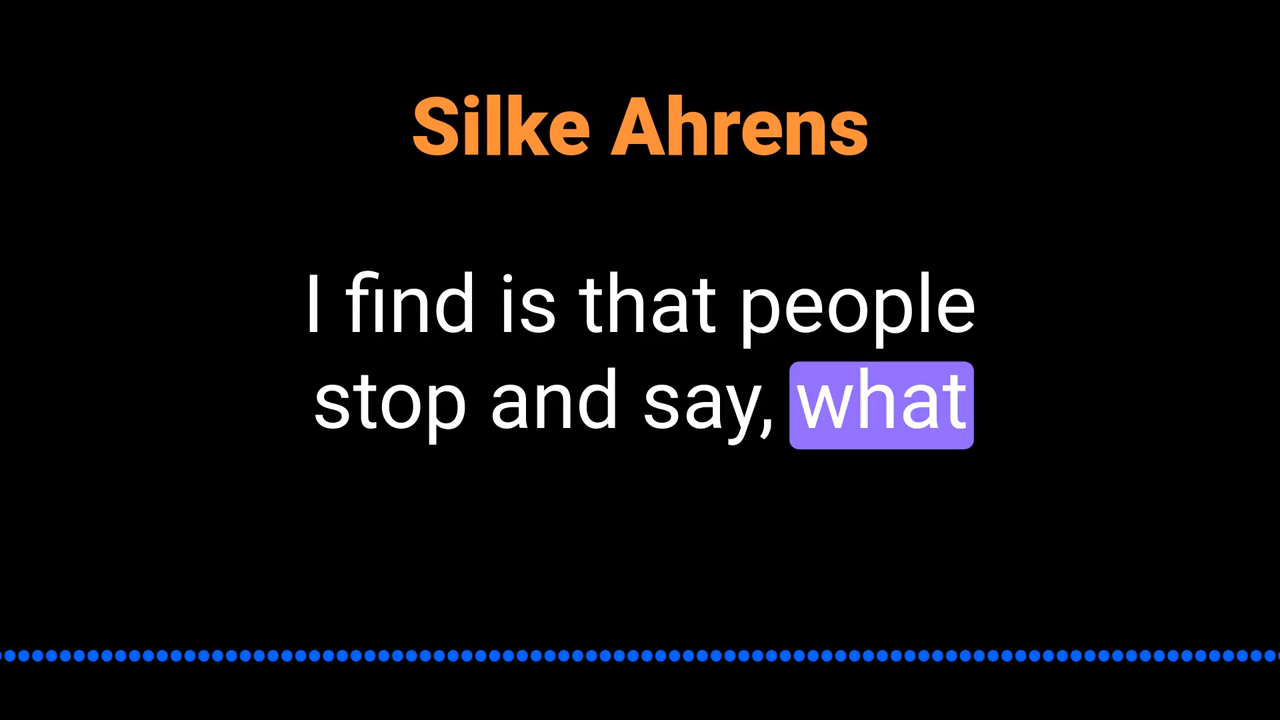 Silke Ahrens
I find is that people
stop and say, what